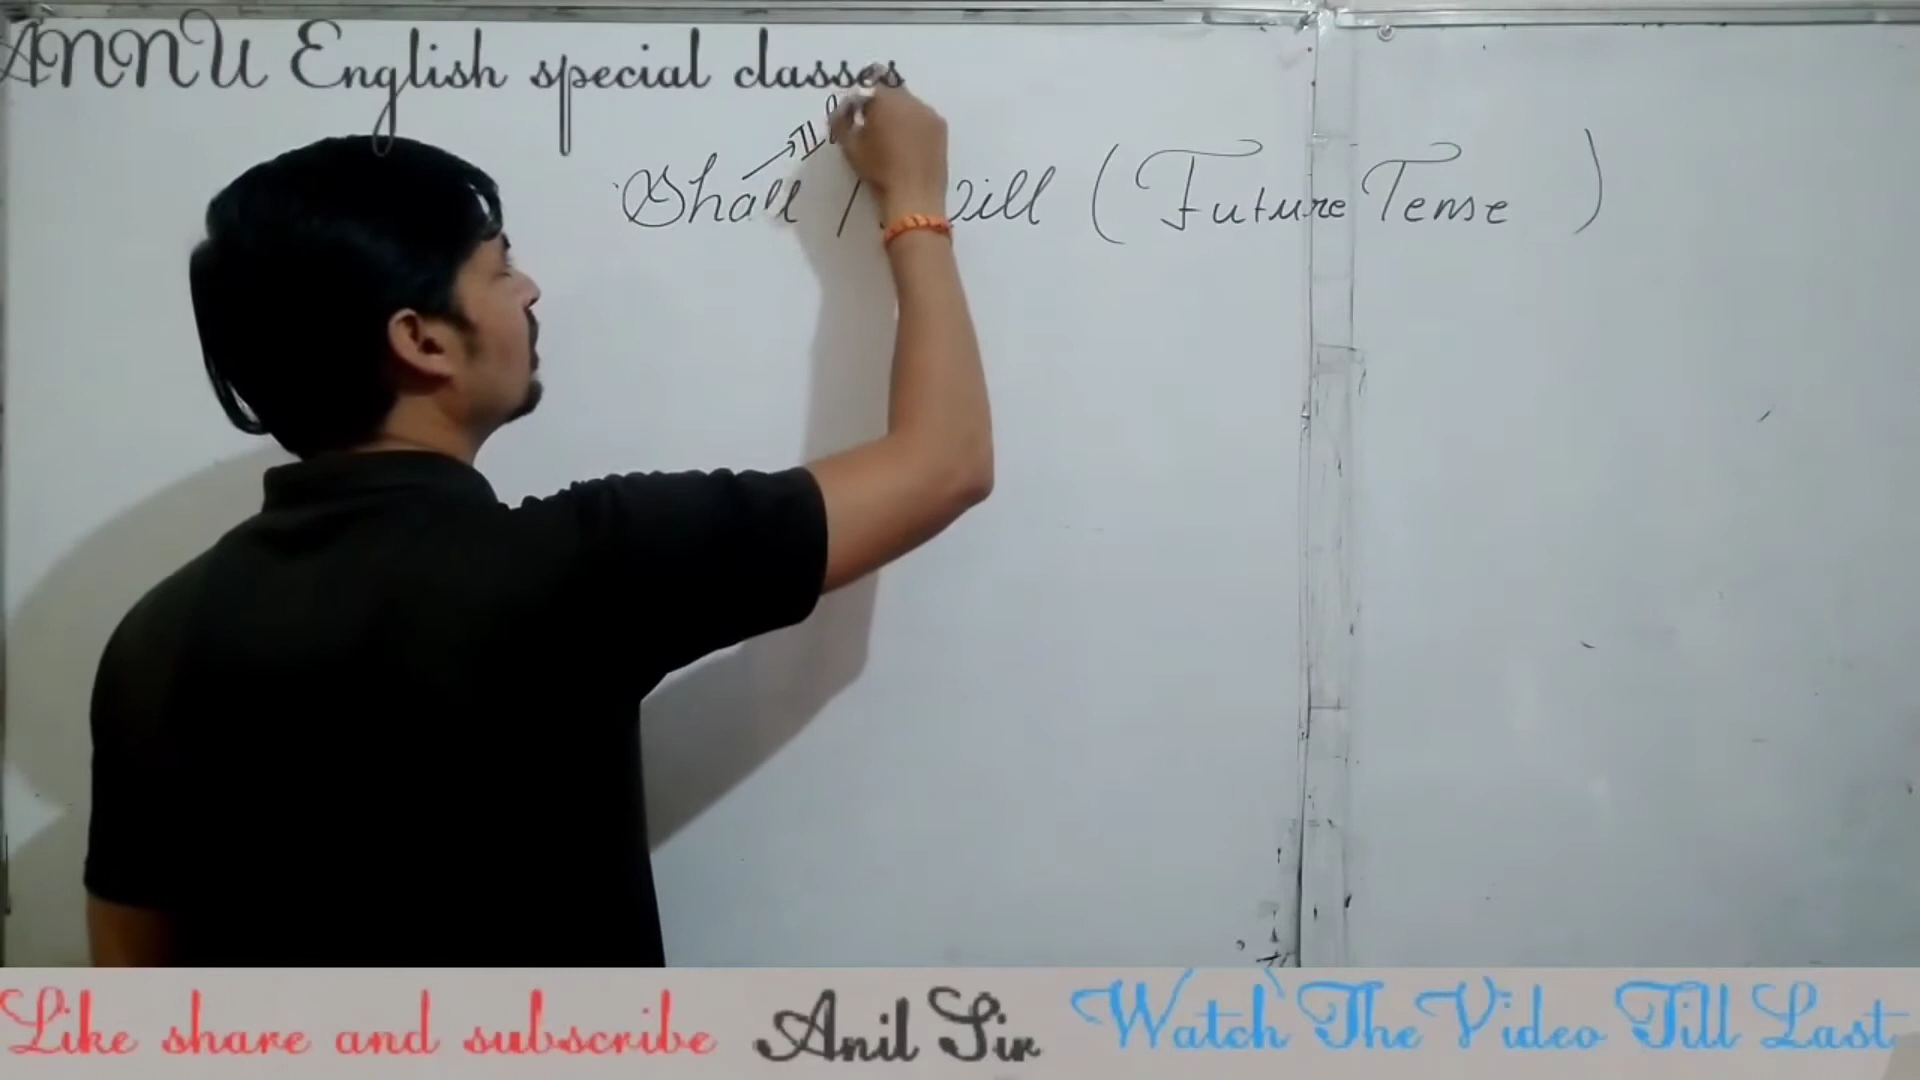 ANNU English special classes
→ II
Shall / Will ( Future Tense )
Like share and subscribe Anil Sir Watch The Video Till Last